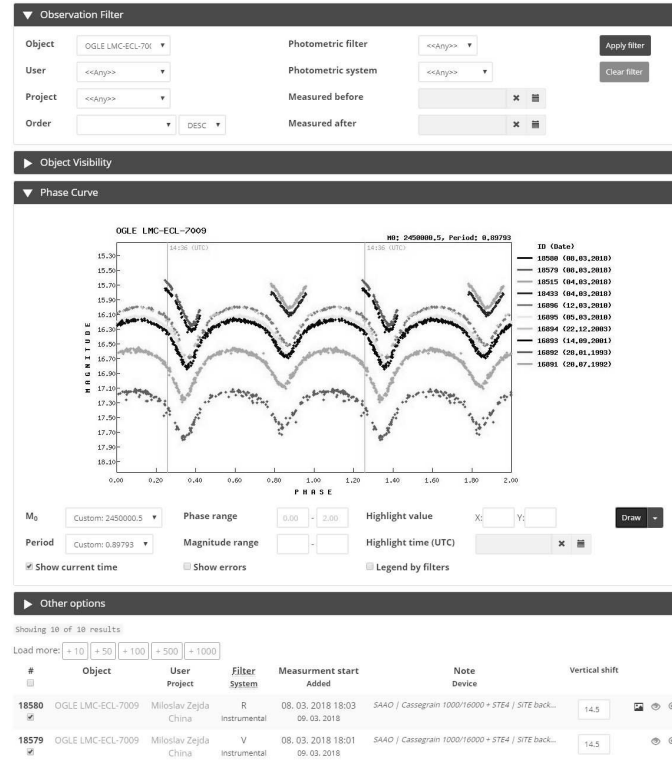 Observation Filter
Object OGLE LMC-ECL-70( Photometric filter <<Any>> Apply filter
User <<Any>> Photometric system <<Any>> Clear filter
Project <<Any>> Measured before
Order DESC Measured after
Object Visibility
Phase Curve
OGLE LMC-ECL-7009 M0: 2450000.5, Period: 0.89793
14:36 (UTC) 14:36 (UTC)
ID (Date)
15.30
15.50
15.70
15.90
16.10
16.30
16.50
16.70
16.90
17.10
17.30
17.50
17.70
17.90
18.10
MAGNITUDE
18580 (08.03.2018)
18579 (08.03.2018)
18515 (04.03.2018)
18433 (04.03.2018)
16896 (12.03.2010)
16895 (05.03.2010)
16894 (22.12.2003)
16893 (14.09.2001)
16892 (20.01.1993)
16891 (20.07.1992)
0.00 0.20 0.40 0.60 0.80 1.00 1.20 1.40 1.60 1.80 2.00
PHASE
M0 Custom: 2450000.5 Phase range 0.00 - 2.00 Highlight value X: Y: Draw
Period Custom: 0.89793 Magnitude range - Highlight time (UTC)
Show current time Show errors Legend by filters
Other options
Showing 10 of 10 results
Load more: + 10 + 50 + 100 + 500 + 1000
# Object User Filter Measurment start Note Vertical shift
Project System Added Device
18580 OGLE LMC-ECL-7009 Miloslav Zejda R 08. 03. 2018 18:03 SAAO | Cassegrain 1000/16000 + STE4 | SITE back... 14.5
China Instrumental 09. 03. 2018
18579 OGLE LMC-ECL-7009 Miloslav Zejda V 08. 03. 2018 18:01 SAAO | Cassegrain 1000/16000 + STE4 | SITE back... 14.5
China Instrumental 09. 03. 2018